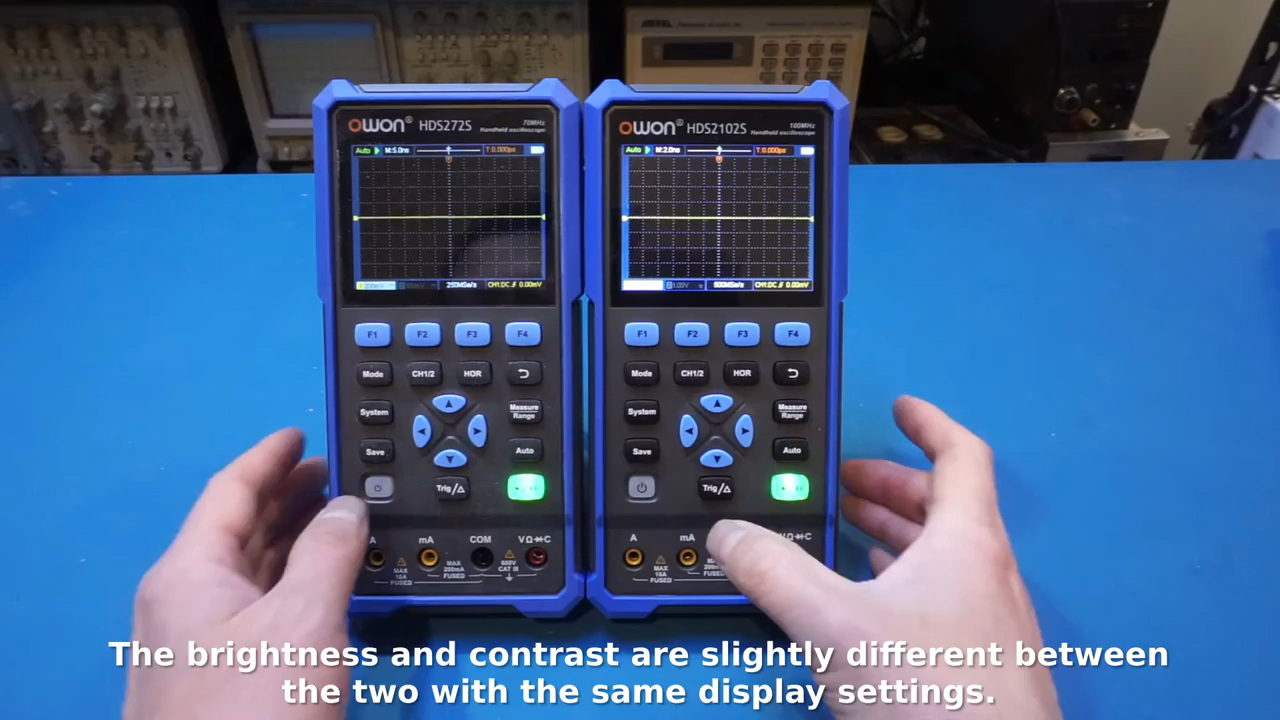 OWON® HDS272S 70MHz
Handheld oscilloscope
Auto M:5.0ns T:0.000ps
250MSa/s CH1:DC 0.00mV
F1 F2 F3 F4
Mode CH1/2 HOR
System Measure
Range
Save Auto
Trig/△
A mA COM VΩC
MAX
10A
FUSED
MAX
200mA
FUSED
600V
CAT III
OWON® HDS2102S 100MHz
Handheld oscilloscope
Auto M:2.0ns T:0.000ps
500MSa/s CH1:DC 0.00mV
F1 F2 F3 F4
Mode CH1/2 HOR
System Measure
Range
Save Auto
Trig/△
A mA
MAX
10A
FUSED
The brightness and contrast are slightly different between
the two with the same display settings.